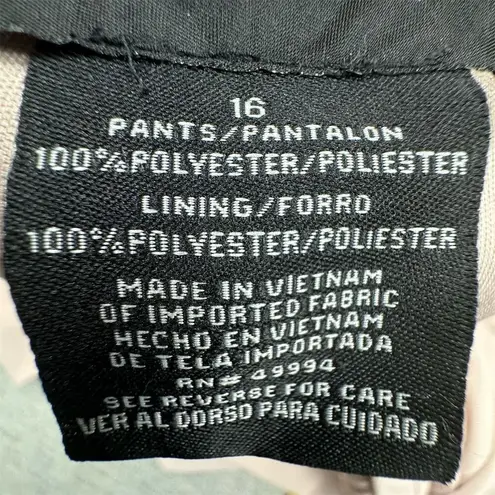 16
PANTS/PANTALON
100%POLYESTER/POLIESTER
LINING/FORRO
100%POLYESTER/POLIESTER
MADE IN VIETNAM
OF IMPORTED FABRIC
HECHO EN VIETNAM
DE TELA IMPORTADA
RN# 49994
SEE REVERSE FOR CARE
VER AL DORSO PARA CUIDADO